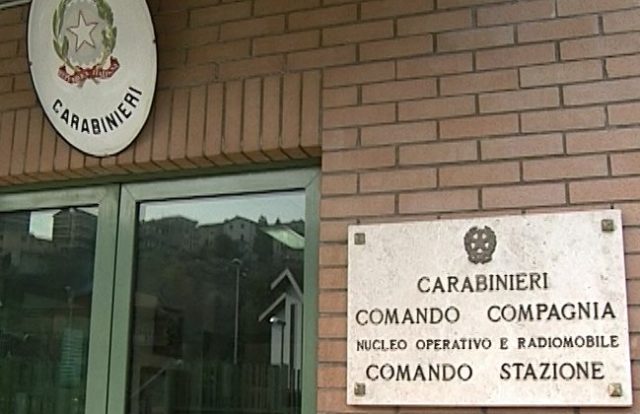 CARABINIERI
CARABINIERI
COMANDO COMPAGNIA
NUCLEO OPERATIVO E RADIOMOBILE
COMANDO STAZIONE